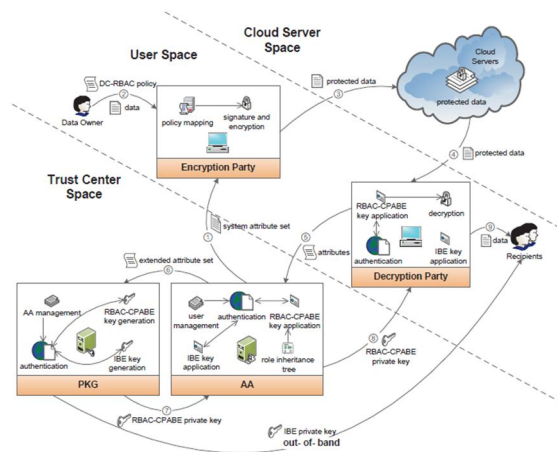 User Space
Cloud Server
Space
Cloud
Servers
protected data
DC-RBAC policy
②
data
Data Owner
policy mapping
signature and
encryption
Encryption Party
protected data
③
④
protected data
Trust Center
Space
①
system attribute set
⑤
attributes
RBAC-CPABE
key application
decryption
authentication
IBE key
application
Decryption Party
⑨
data
Recipients
extended attribute set
⑥
AA management
RBAC-CPABE
key generation
authentication
IBE key
generation
PKG
user
management
authentication
RBAC-CPABE
key application
IBE key
application
role inheritance
tree
AA
⑧
RBAC-CPABE
private key
⑦
RBAC-CPABE private key
IBE private key
out- of- band